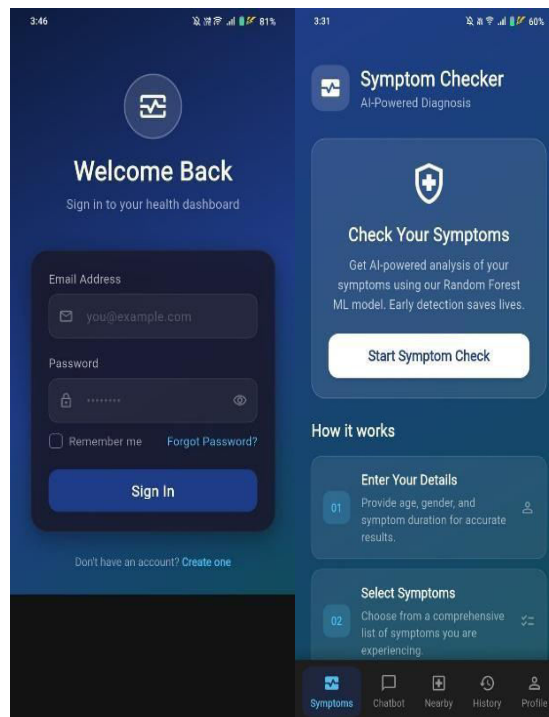 3:46
81%
Welcome Back
Sign in to your health dashboard
Email Address
you@example.com
Password
Remember me
Forgot Password?
Sign In
Don't have an account? Create one
3:31
60%
Symptom Checker
AI-Powered Diagnosis
Check Your Symptoms
Get AI-powered analysis of your
symptoms using our Random Forest
ML model. Early detection saves lives.
Start Symptom Check
How it works
Enter Your Details
01
Provide age, gender, and
symptom duration for accurate
results.
Select Symptoms
02
Choose from a comprehensive
list of symptoms you are
experiencing.
Symptoms
Chatbot
Nearby
History
Profile